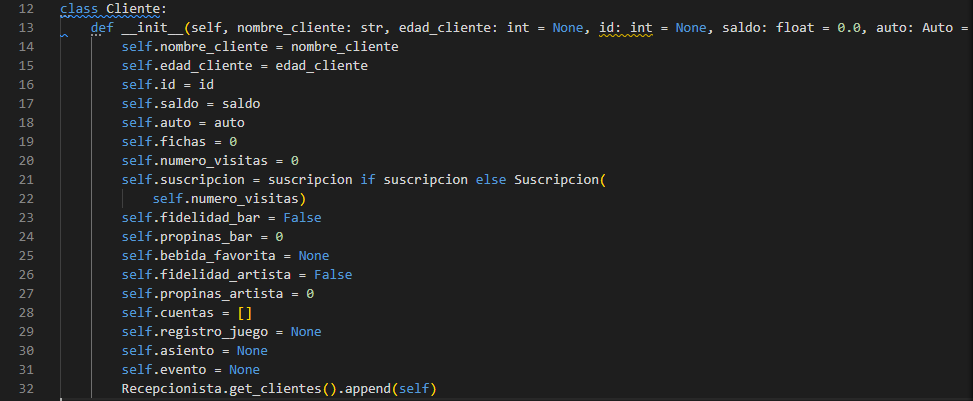 12 class Cliente:
13     def __init__(self, nombre_cliente: str, edad_cliente: int = None, id: int = None, saldo: float = 0.0, auto: Auto =
14         self.nombre_cliente = nombre_cliente
15         self.edad_cliente = edad_cliente
16         self.id = id
17         self.saldo = saldo
18         self.auto = auto
19         self.fichas = 0
20         self.numero_visitas = 0
21         self.suscripcion = suscripcion if suscripcion else Suscripcion(
22             self.numero_visitas)
23         self.fidelidad_bar = False
24         self.propinas_bar = 0
25         self.bebida_favorita = None
26         self.fidelidad_artista = False
27         self.propinas_artista = 0
28         self.cuentas = []
29         self.registro_juego = None
30         self.asiento = None
31         self.evento = None
32         Recepcionista.get_clientes().append(self)